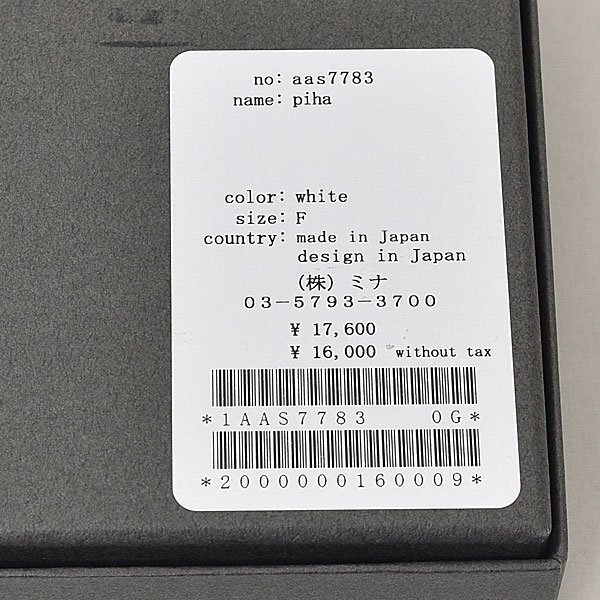 no: aas7783
name: piha
color: white
size: F
country: made in Japan
design in Japan
(株) ミナ
03-5793-3700
¥ 17,600
¥ 16,000 without tax
*1AAS7783 0G*
*2000000160009*